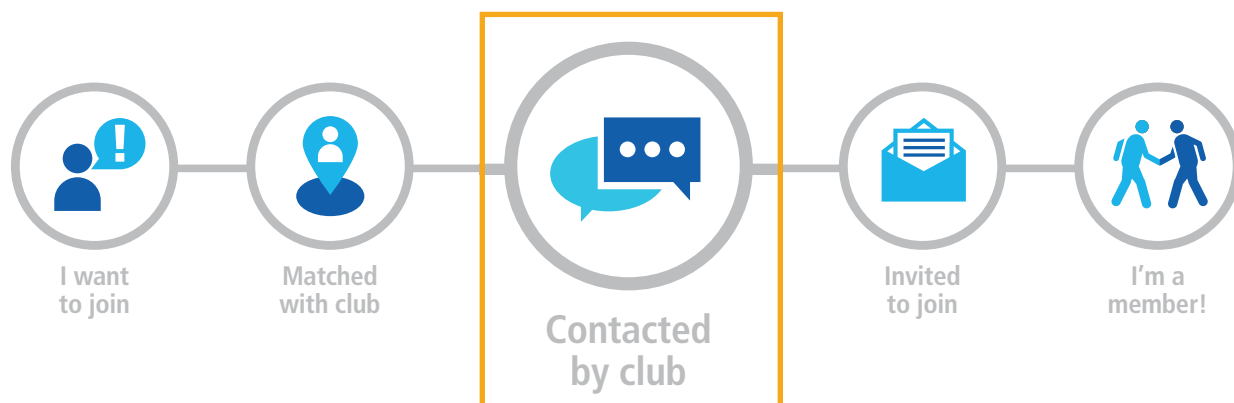 I want
to join
Matched
with club
Contacted
by club
Invited
to join
I'm a
member!